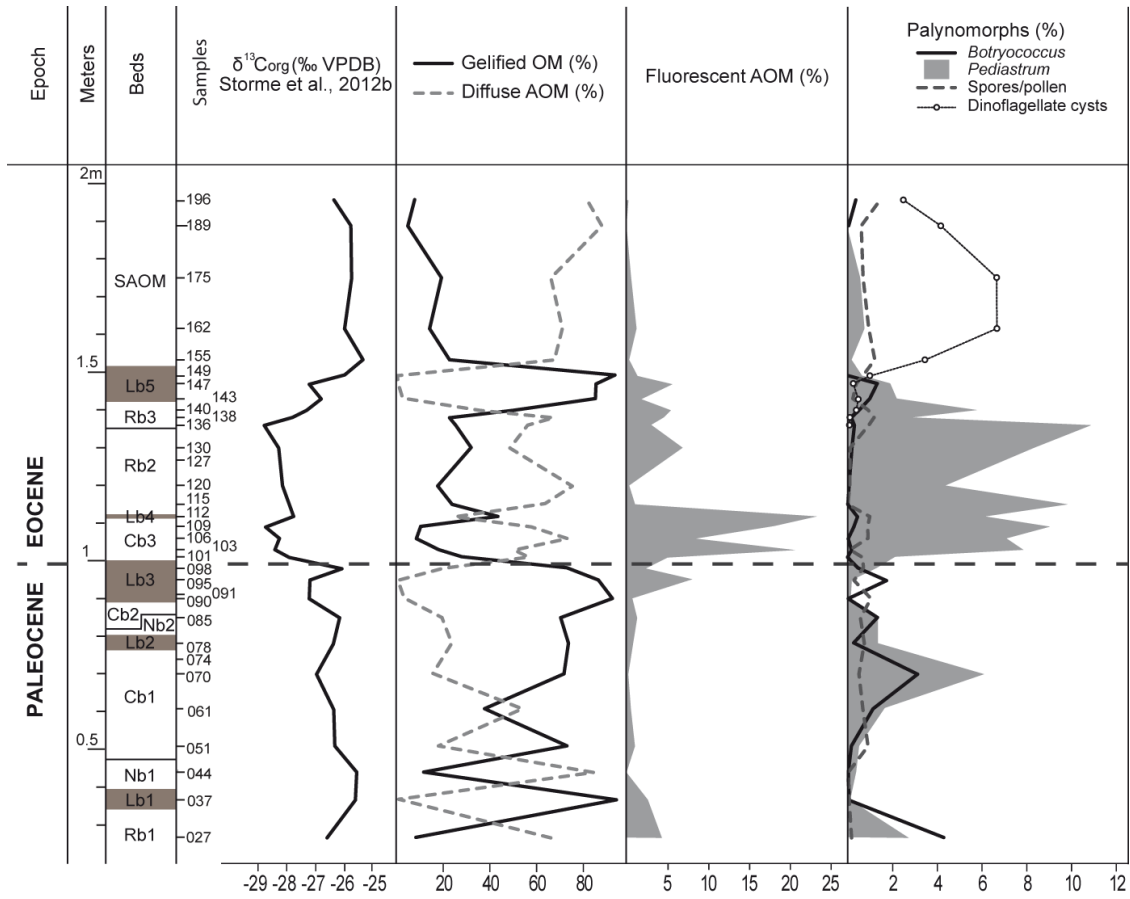 Epoch
Meters
Beds
Samples
δ¹³Corg (‰ VPDB)
Storme et al., 2012b
Gelified OM (%)
Diffuse AOM (%)
Fluorescent AOM (%)
Palynomorphs (%)
Botryococcus
Pediastrum
Spores/pollen
Dinoflagellate cysts
EOCENE
PALEOCENE
2m
1.5
1
0.5
SAOM
Lb5
Rb3
Rb2
Lb4
Cb3
Lb3
Cb2
Nb2
Lb2
Cb1
Nb1
Lb1
Rb1
196
189
175
162
155
149
147
143
140
138
136
130
127
120
115
112
109
106
103
101
098
095
091
090
085
078
074
070
061
051
044
037
027
-29 -28 -27 -26 -25
20 40 60 80
5 10 15 20 25
2 4 6 8 10 12